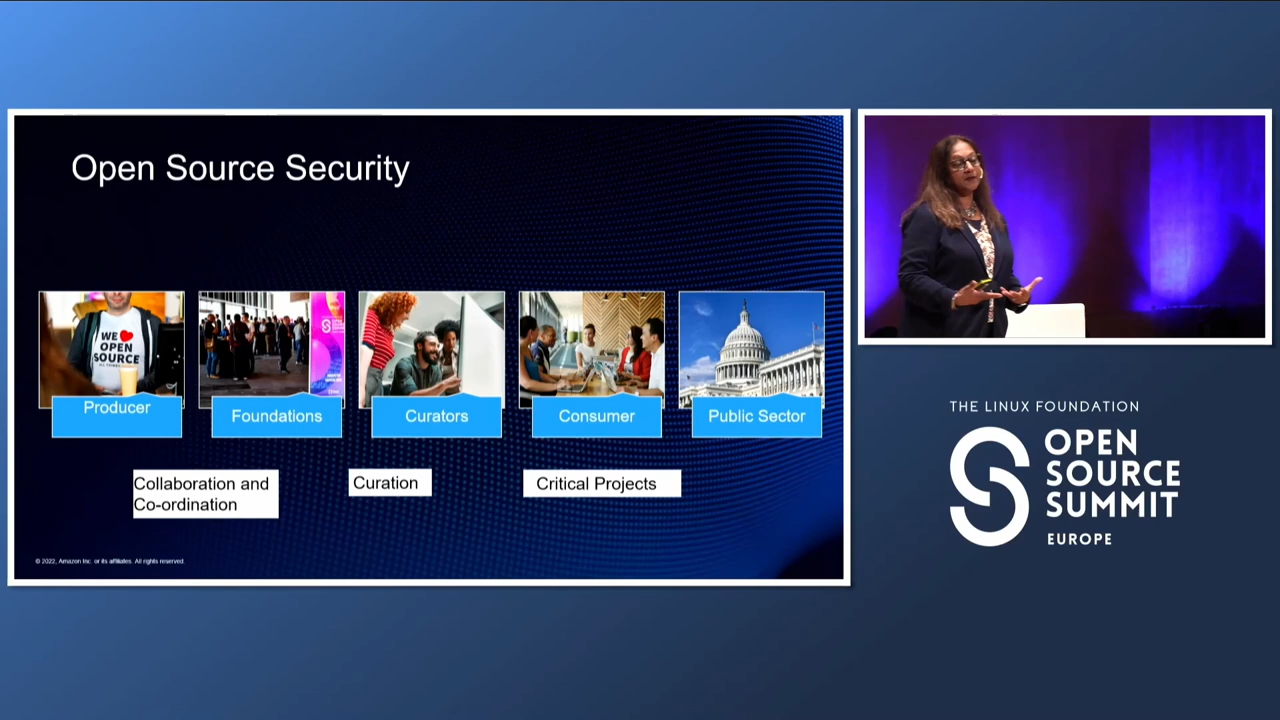 Open Source Security
WE
OPEN
SOURCE
Producer
Foundations
Curators
Consumer
Public Sector
Collaboration and
Co-ordination
Curation
Critical Projects
© 2022, Amazon Inc. or its affiliates. All rights reserved.
THE LINUX FOUNDATION
OPEN
SOURCE
SUMMIT
EUROPE